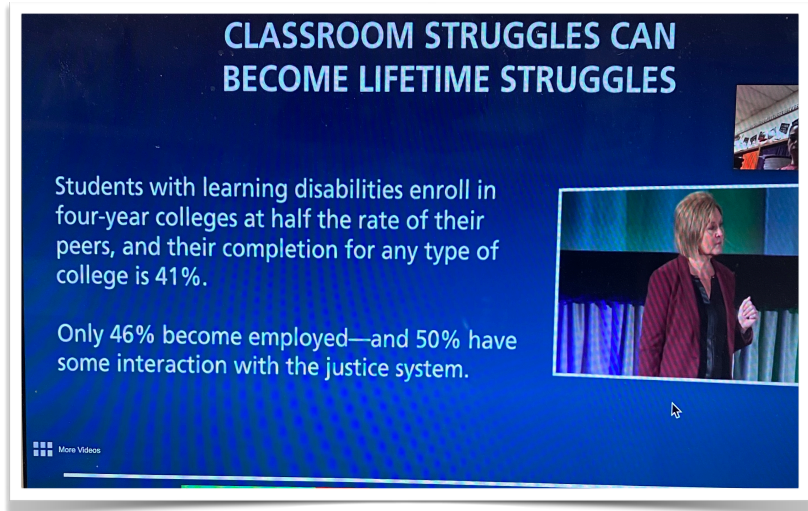 CLASSROOM STRUGGLES CAN
BECOME LIFETIME STRUGGLES
Students with learning disabilities enroll in
four-year colleges at half the rate of their
peers, and their completion for any type of
college is 41%.
Only 46% become employed—and 50% have
some interaction with the justice system.
More Videos